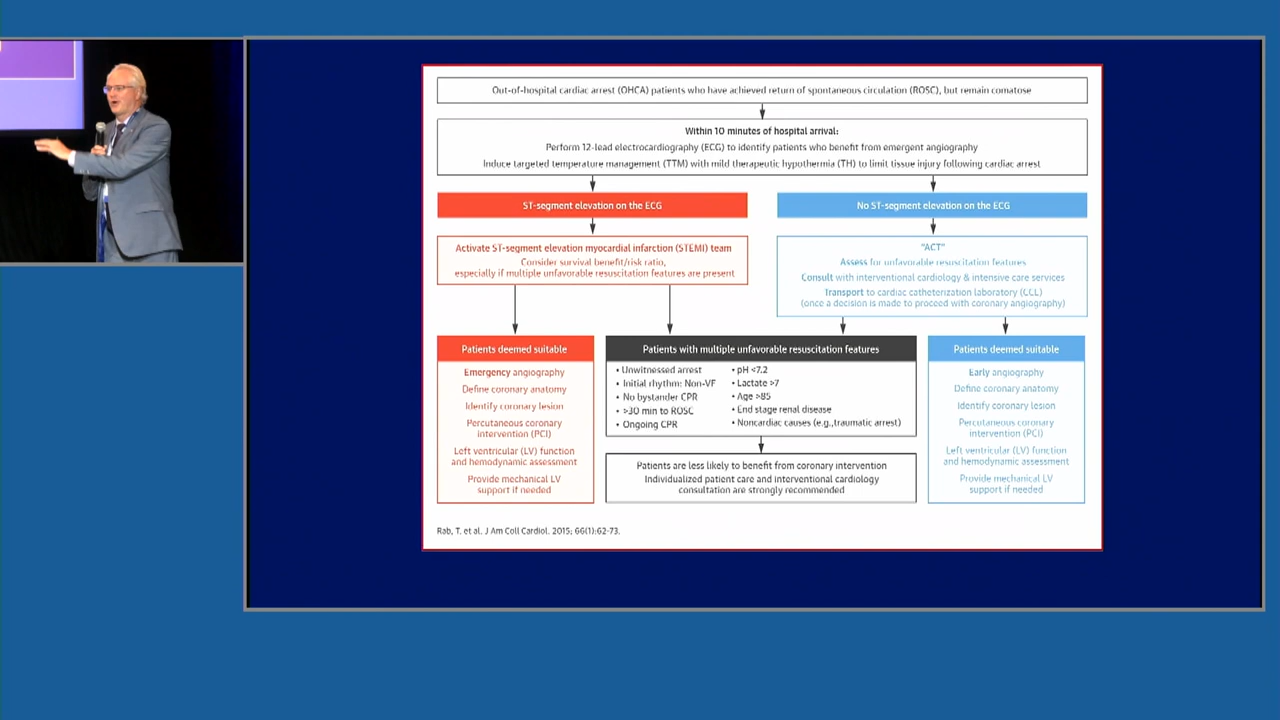 Out-of-hospital cardiac arrest (OHCA) patients who have achieved return of spontaneous circulation (ROSC), but remain comatose
Within 10 minutes of hospital arrival:
Perform 12-lead electrocardiography (ECG) to identify patients who benefit from emergent angiography
Induce targeted temperature management (TTM) with mild therapeutic hypothermia (TH) to limit tissue injury following cardiac arrest
ST-segment elevation on the ECG
Activate ST-segment elevation myocardial infarction (STEMI) team
Consider survival benefit/risk ratio,
especially if multiple unfavorable resuscitation features are present
No ST-segment elevation on the ECG
"ACT"
Assess for unfavorable resuscitation features
Consult with interventional cardiology & intensive care services
Transport to cardiac catheterization laboratory (CCL)
(once a decision is made to proceed with coronary angiography)
Patients deemed suitable
Emergency angiography
Define coronary anatomy
Identify coronary lesion
Percutaneous coronary
intervention (PCI)
Left ventricular (LV) function
and hemodynamic assessment
Provide mechanical LV
support if needed
Patients with multiple unfavorable resuscitation features
• Unwitnessed arrest
• Initial rhythm: Non-VF
• No bystander CPR
• >30 min to ROSC
• Ongoing CPR
• pH <7.2
• Lactate >7
• Age >85
• End stage renal disease
• Noncardiac causes (e.g.,traumatic arrest)
Patients are less likely to benefit from coronary intervention
Individualized patient care and interventional cardiology
consultation are strongly recommended
Patients deemed suitable
Early angiography
Define coronary anatomy
Identify coronary lesion
Percutaneous coronary
intervention (PCI)
Left ventricular (LV) function
and hemodynamic assessment
Provide mechanical LV
support if needed
Rab, T. et al. J Am Coll Cardiol. 2015; 66(1):62-73.